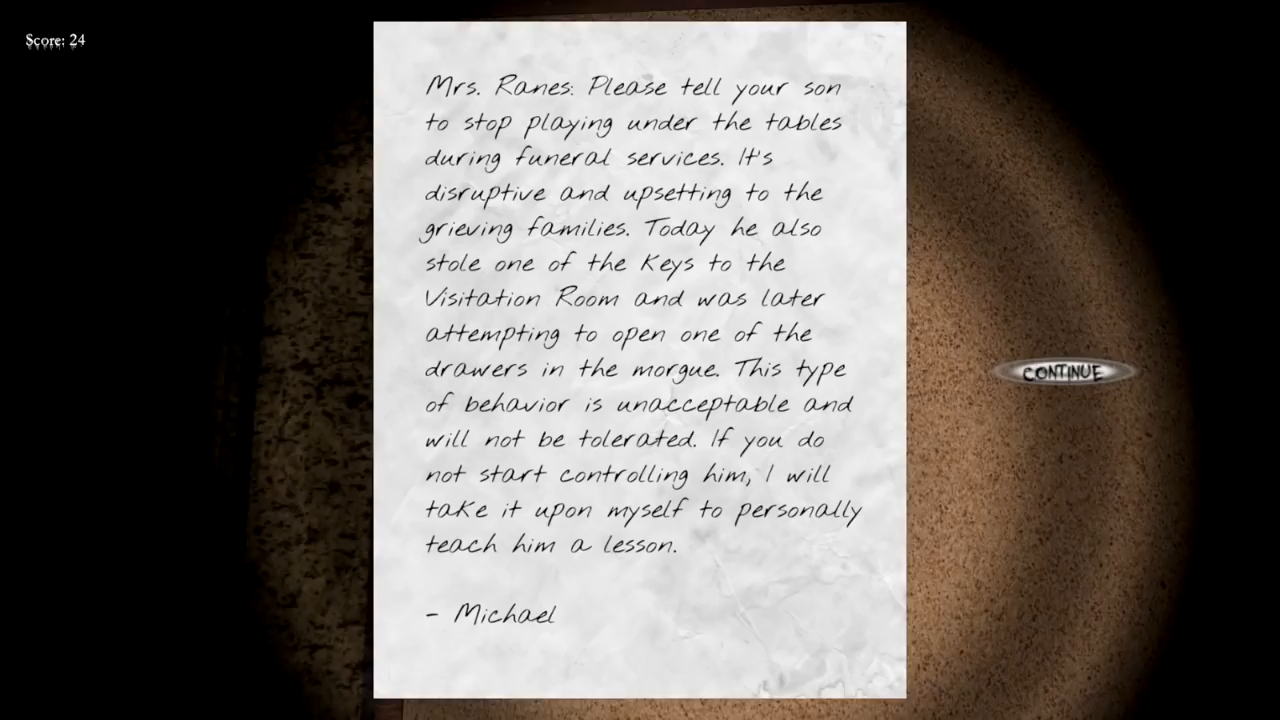 Score: 24
Mrs. Ranes: Please tell your son
to stop playing under the tables
during funeral services. It's
disruptive and upsetting to the
grieving families. Today he also
stole one of the Keys to the
Visitation Room and was later
attempting to open one of the
drawers in the morgue. This type
of behavior is unacceptable and
will not be tolerated. If you do
not start controlling him, I will
take it upon myself to personally
teach him a lesson.
- Michael
CONTINUE